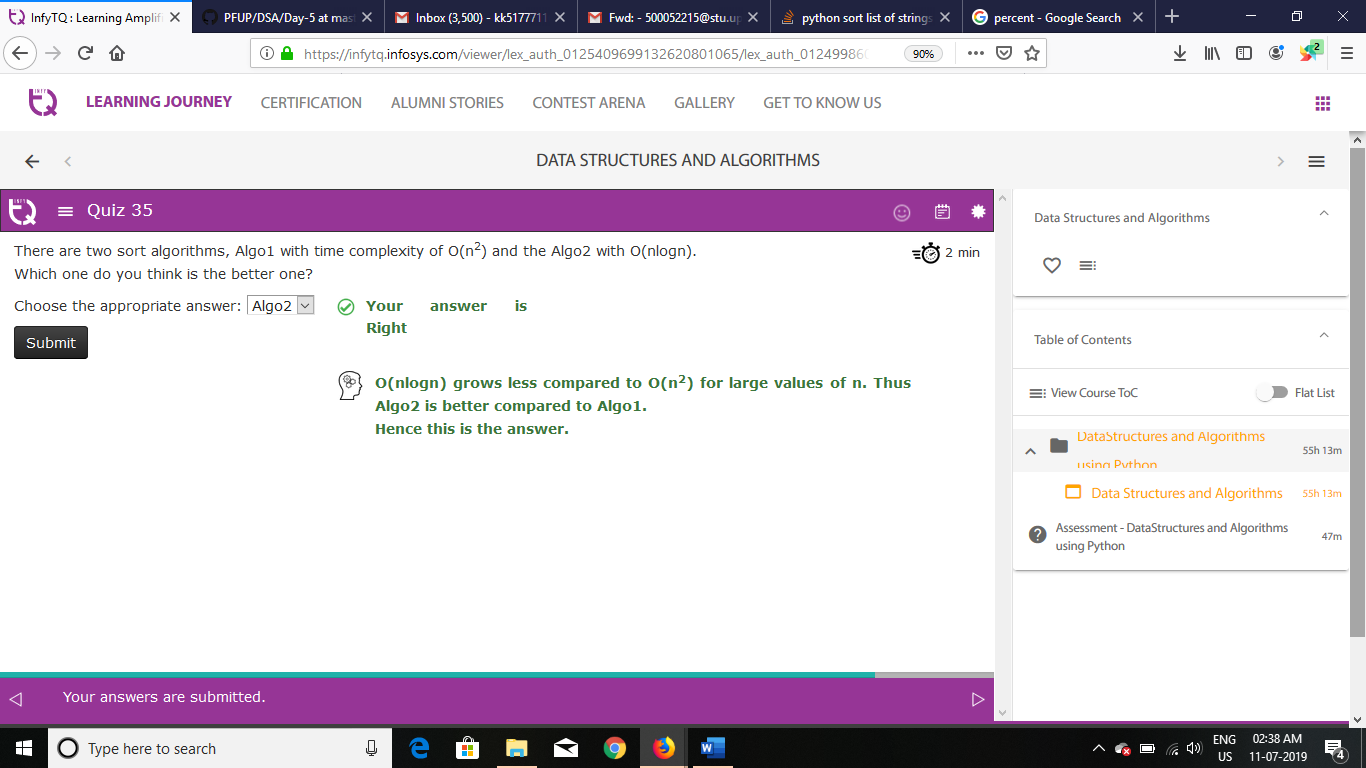 InfyTQ : Learning Amplifi
PFUP/DSA/Day-5 at mas
Inbox (3,500) - kk5177711
Fwd: - 500052215@stu.up
python sort list of strings
percent - Google Search
https://infytq.infosys.com/viewer/lex_auth_0125409699132620801065/lex_auth_01249986
90%
2
INFY
TQ
LEARNING JOURNEY
CERTIFICATION
ALUMNI STORIES
CONTEST ARENA
GALLERY
GET TO KNOW US
DATA STRUCTURES AND ALGORITHMS
Quiz 35
There are two sort algorithms, Algo1 with time complexity of O(n²) and the Algo2 with O(nlogn).
2 min
Which one do you think is the better one?
Choose the appropriate answer: Algo2
Your answer is
Right
Submit
O(nlogn) grows less compared to O(n²) for large values of n. Thus
Algo2 is better compared to Algo1.
Hence this is the answer.
Your answers are submitted.
Data Structures and Algorithms
Table of Contents
View Course ToC
Flat List
DataStructures and Algorithms
using Python
55h 13m
Data Structures and Algorithms
55h 13m
Assessment - DataStructures and Algorithms
using Python
47m
Type here to search
ENG
US
02:38 AM
11-07-2019
4